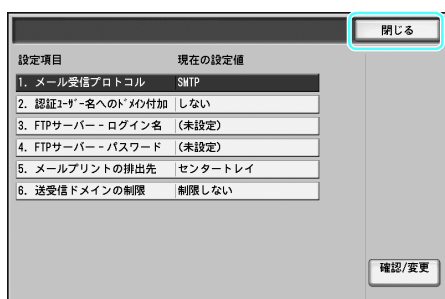 閉じる
設定項目 現在の設定値
1. メール受信プロトコル SMTP
2. 認証ﾕｰｻﾞｰ名へのﾄﾞﾒｲﾝ付加 しない
3. FTPサーバー - ログイン名 (未設定)
4. FTPサーバー - パスワード (未設定)
5. メールプリントの排出先 センタートレイ
6. 送受信ドメインの制限 制限しない
確認/変更